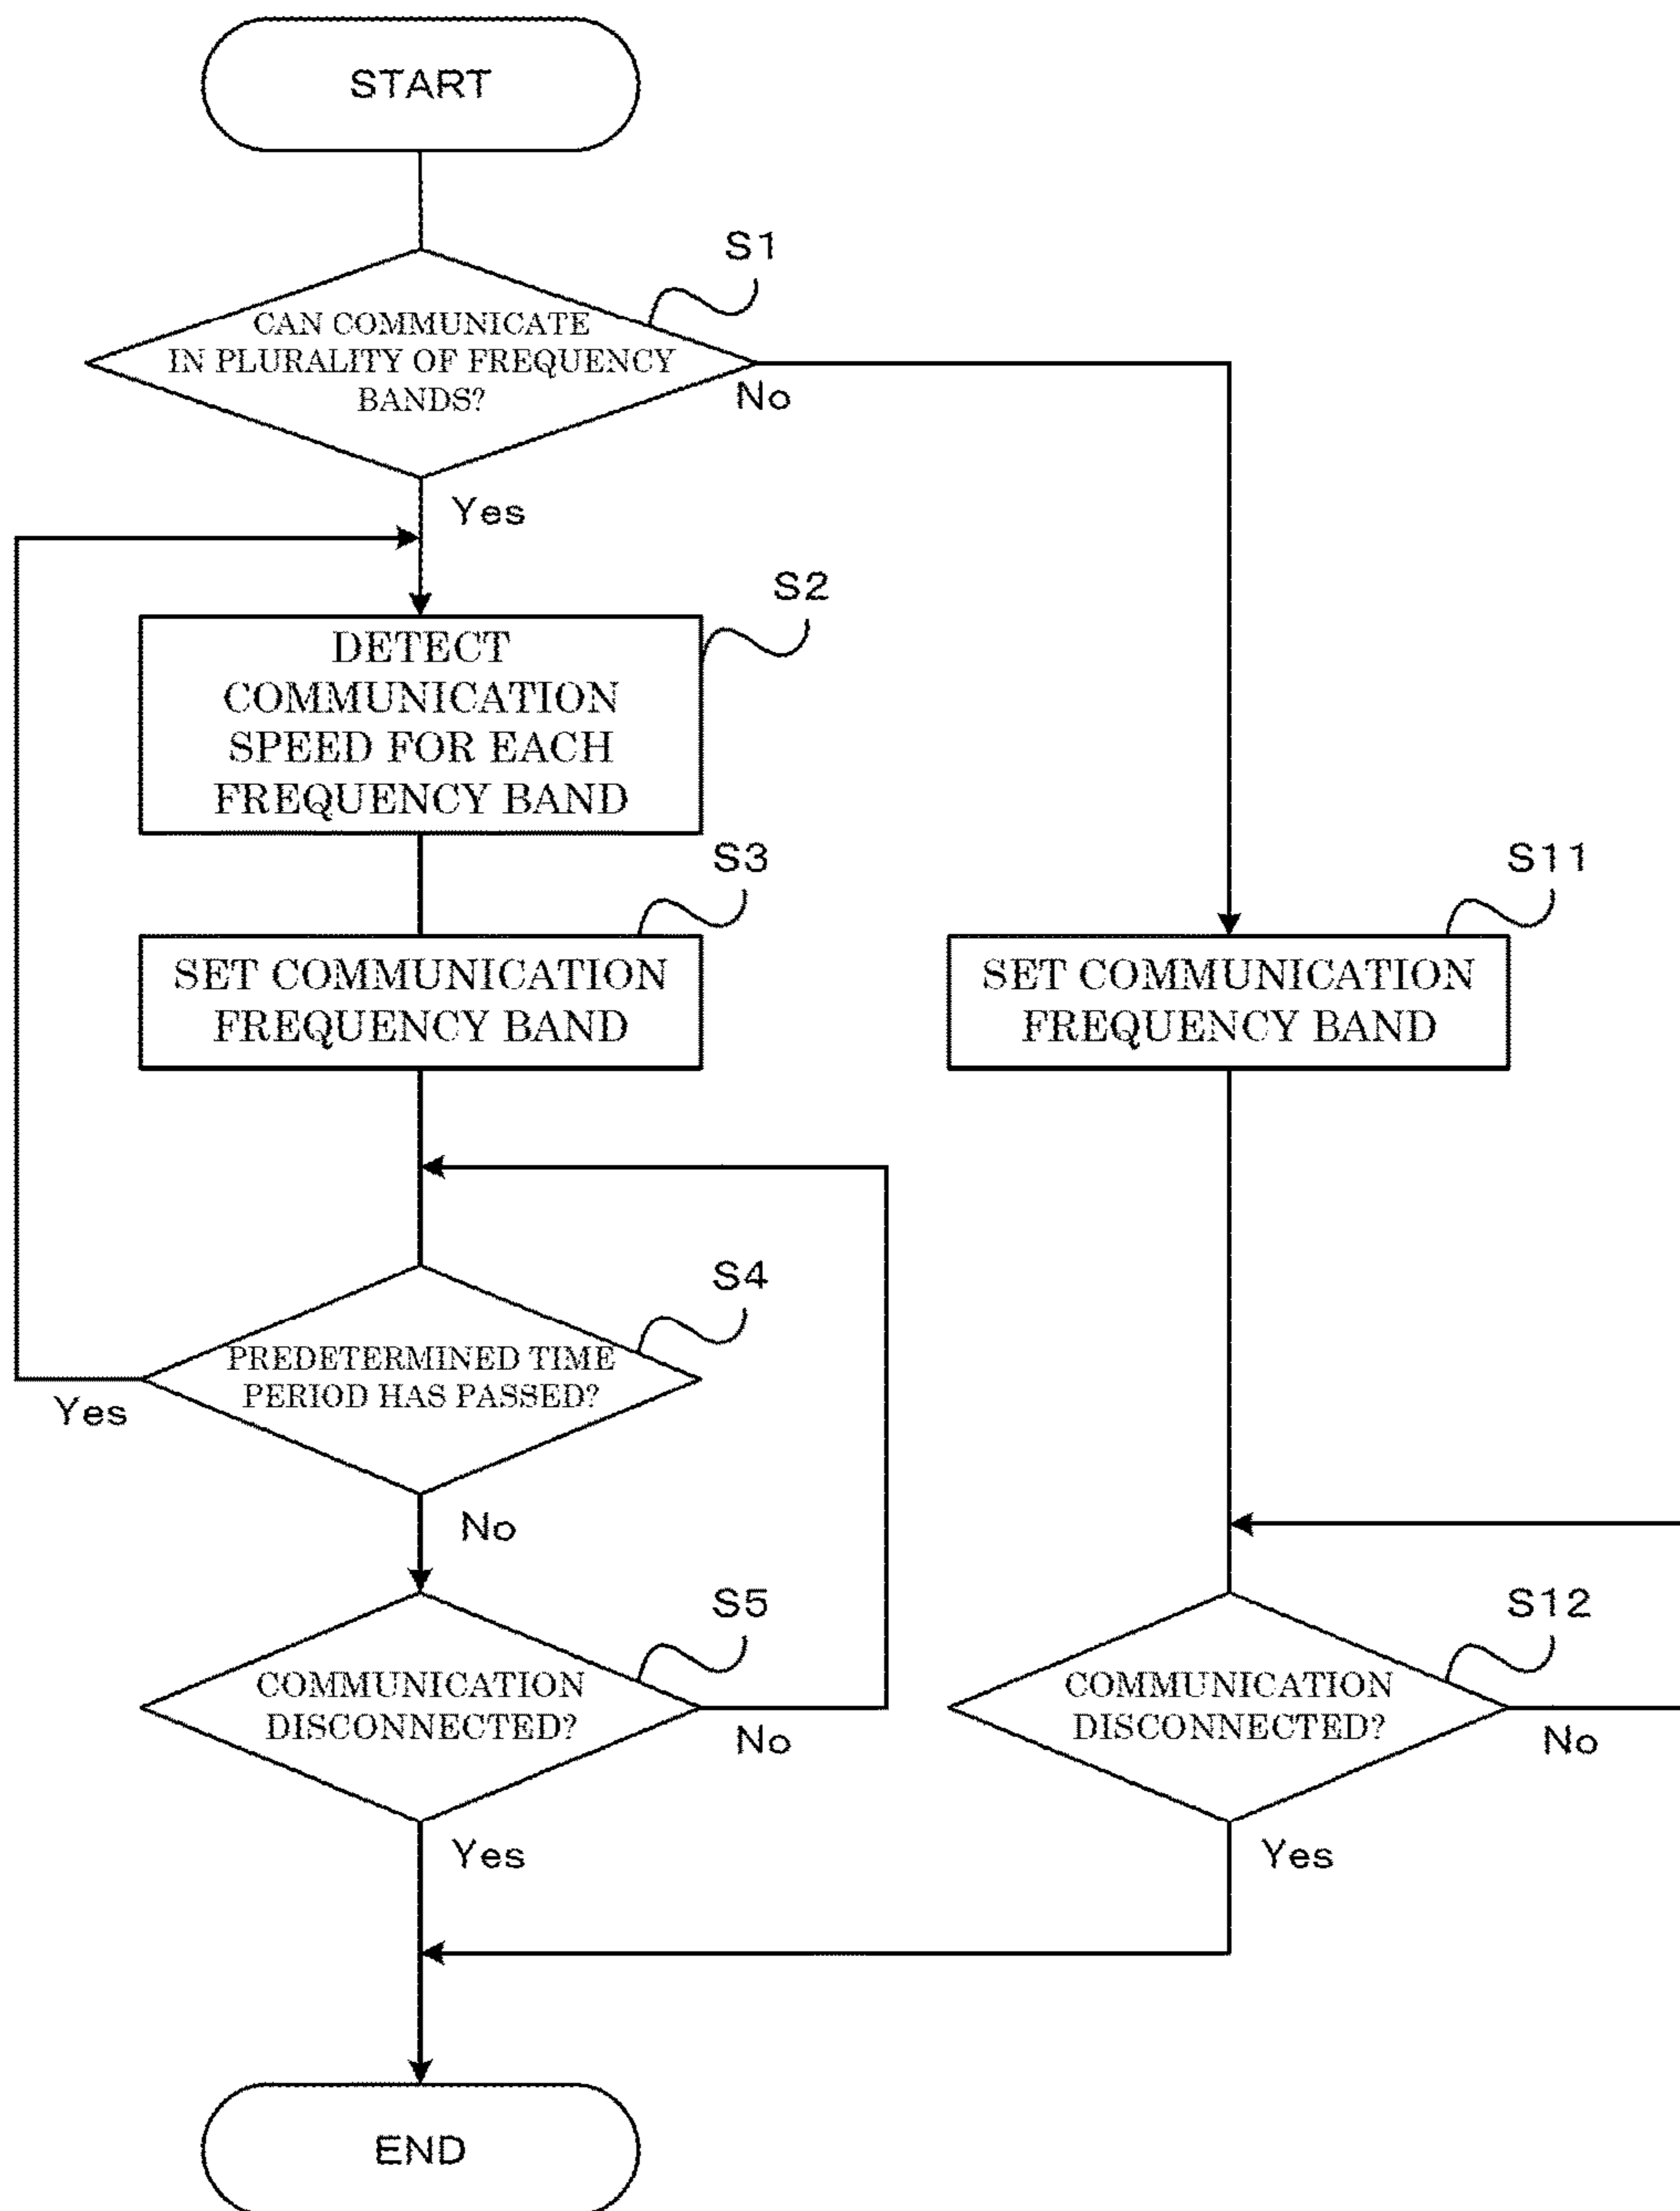 START
S1
CAN COMMUNICATE
IN PLURALITY OF FREQUENCY
BANDS?
No
Yes
S2
DETECT
COMMUNICATION
SPEED FOR EACH
FREQUENCY BAND
S3
SET COMMUNICATION
FREQUENCY BAND
S11
SET COMMUNICATION
FREQUENCY BAND
S4
PREDETERMINED TIME
PERIOD HAS PASSED?
Yes
No
S5
COMMUNICATION
DISCONNECTED?
No
Yes
S12
COMMUNICATION
DISCONNECTED?
No
Yes
END